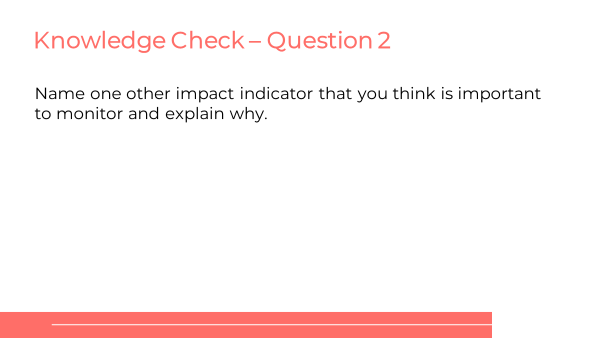 Knowledge Check – Question 2
Name one other impact indicator that you think is important
to monitor and explain why.